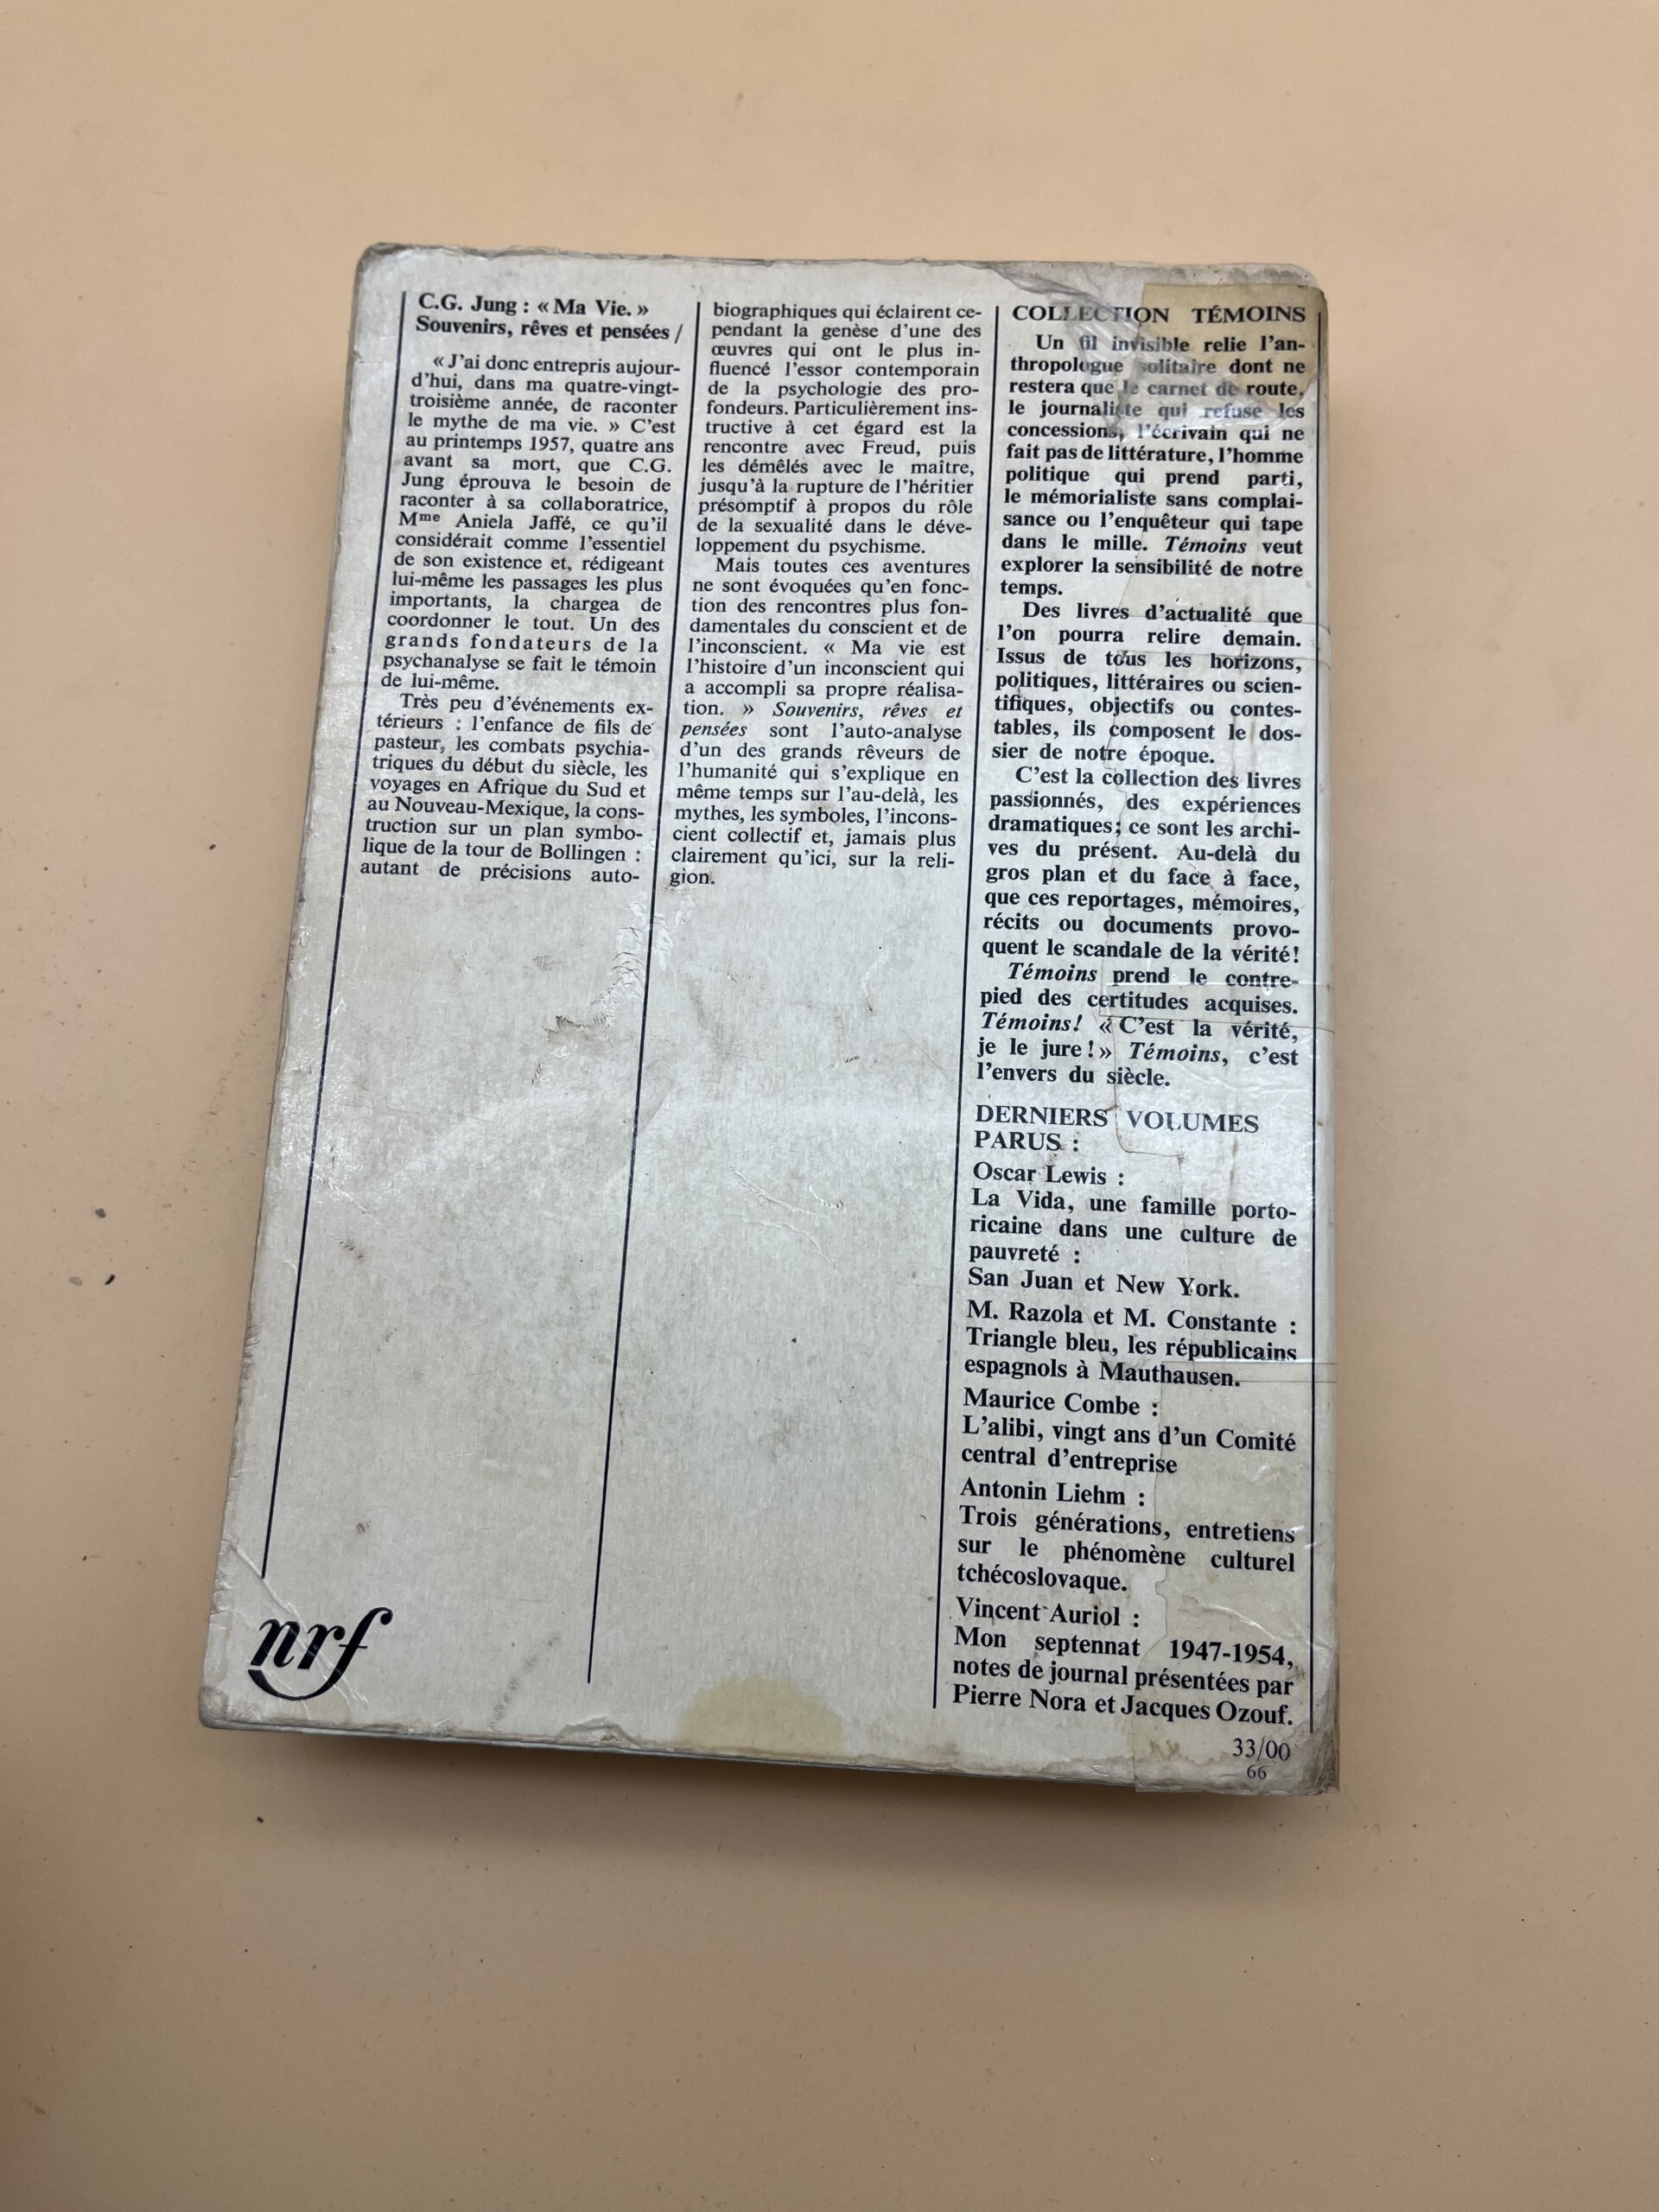 C.G. Jung : « Ma Vie. »
Souvenirs, rêves et pensées /
« J'ai donc entrepris aujour-
d'hui, dans ma quatre-vingt-
troisième année, de raconter
le mythe de ma vie. » C'est
au printemps 1957, quatre ans
avant sa mort, que C.G.
Jung éprouva le besoin de
raconter à sa collaboratrice,
Mme Aniela Jaffé, ce qu'il
considérait comme l'essentiel
de son existence et, rédigeant
lui-même les passages les plus
importants, la chargea de
coordonner le tout. Un des
grands fondateurs de la
psychanalyse se fait le témoin
de lui-même.
Très peu d'événements ex-
térieurs : l'enfance de fils de
pasteur, les combats psychia-
triques du début du siècle, les
voyages en Afrique du Sud et
au Nouveau-Mexique, la cons-
truction sur un plan symbo-
lique de la tour de Bollingen :
autant de précisions auto-
biographiques qui éclairent ce-
pendant la genèse d'une des
œuvres qui ont le plus in-
fluencé l'essor contemporain
de la psychologie des pro-
fondeurs. Particulièrement ins-
tructive à cet égard est la
rencontre avec Freud, puis
les démêlés avec le maître,
jusqu'à la rupture de l'héritier
présomptif à propos du rôle
de la sexualité dans le déve-
loppement du psychisme.
Mais toutes ces aventures
ne sont évoquées qu'en fonc-
tion des rencontres plus fon-
damentales du conscient et de
l'inconscient. « Ma vie est
l'histoire d'un inconscient qui
a accompli sa propre réalisa-
tion. » Souvenirs, rêves et
pensées sont l'auto-analyse
d'un des grands rêveurs de
l'humanité qui s'explique en
même temps sur l'au-delà, les
mythes, les symboles, l'incons-
cient collectif et, jamais plus
clairement qu'ici, sur la reli-
gion.
COLLECTION TÉMOINS
Un fil invisible relie l'an-
thropologue solitaire dont ne
restera que le carnet de route,
le journaliste qui refuse les
concessions, l'écrivain qui ne
fait pas de littérature, l'homme
politique qui prend parti,
le mémorialiste sans complai-
sance ou l'enquêteur qui tape
dans le mille. Témoins veut
explorer la sensibilité de notre
temps.
Des livres d'actualité que
l'on pourra relire demain.
Issus de tous les horizons,
politiques, littéraires ou scien-
tifiques, objectifs ou contes-
tables, ils composent le dos-
sier de notre époque.
C'est la collection des livres
passionnés, des expériences
dramatiques; ce sont les archi-
ves du présent. Au-delà du
gros plan et du face à face,
que ces reportages, mémoires,
récits ou documents provo-
quent le scandale de la vérité!
Témoins prend le contre-
pied des certitudes acquises.
Témoins! « C'est la vérité,
je le jure!» Témoins, c'est
l'envers du siècle.
DERNIERS VOLUMES
PARUS :
Oscar Lewis :
La Vida, une famille porto-
ricaine dans une culture de
pauvreté :
San Juan et New York.
M. Razola et M. Constante :
Triangle bleu, les républicains
espagnols à Mauthausen.
Maurice Combe :
L'alibi, vingt ans d'un Comité
central d'entreprise
Antonin Liehm :
Trois générations, entretiens
sur le phénomène culturel
tchécoslovaque.
Vincent Auriol :
Mon septennat 1947-1954,
notes de journal présentées par
Pierre Nora et Jacques Ozouf.
33/00
66
nrf